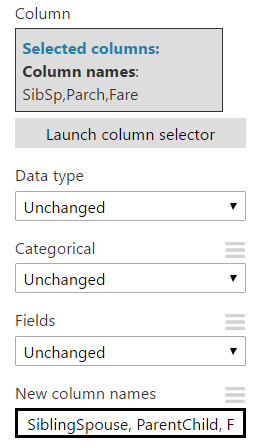 Column
Selected columns:
Column names:
SibSp,Parch,Fare
Launch column selector
Data type
Unchanged
Categorical
Unchanged
Fields
Unchanged
New column names
SiblingSpouse, ParentChild, F